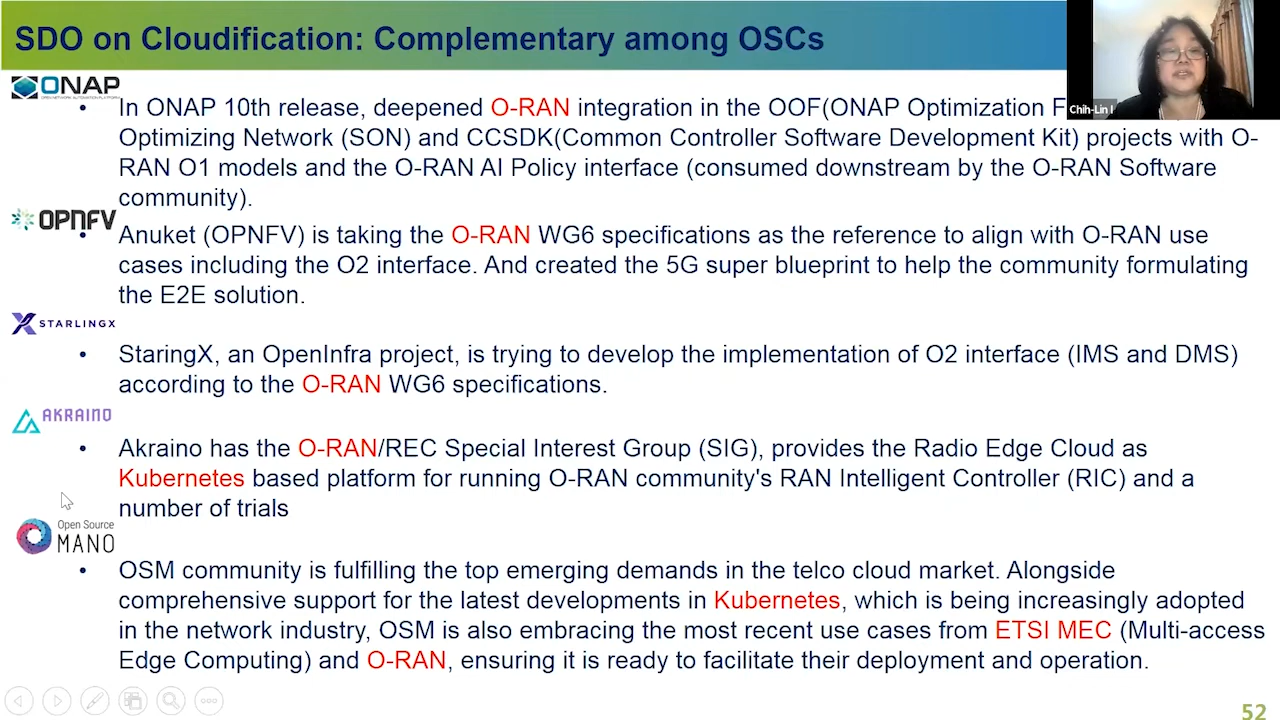 SDO on Cloudification: Complementary among OSCs
Chih-Lin I
ONAP
OPEN NETWORK AUTOMATION PLATFORM
• In ONAP 10th release, deepened O-RAN integration in the OOF(ONAP Optimization F
Optimizing Network (SON) and CCSDK(Common Controller Software Development Kit) projects with O-
RAN O1 models and the O-RAN AI Policy interface (consumed downstream by the O-RAN Software
community).
OPNFV
• Anuket (OPNFV) is taking the O-RAN WG6 specifications as the reference to align with O-RAN use
cases including the O2 interface. And created the 5G super blueprint to help the community formulating
the E2E solution.
STARLINGX
• StaringX, an OpenInfra project, is trying to develop the implementation of O2 interface (IMS and DMS)
according to the O-RAN WG6 specifications.
AKRAINO
• Akraino has the O-RAN/REC Special Interest Group (SIG), provides the Radio Edge Cloud as
Kubernetes based platform for running O-RAN community's RAN Intelligent Controller (RIC) and a
number of trials
Open Source
MANO
• OSM community is fulfilling the top emerging demands in the telco cloud market. Alongside
comprehensive support for the latest developments in Kubernetes, which is being increasingly adopted
in the network industry, OSM is also embracing the most recent use cases from ETSI MEC (Multi-access
Edge Computing) and O-RAN, ensuring it is ready to facilitate their deployment and operation.
52